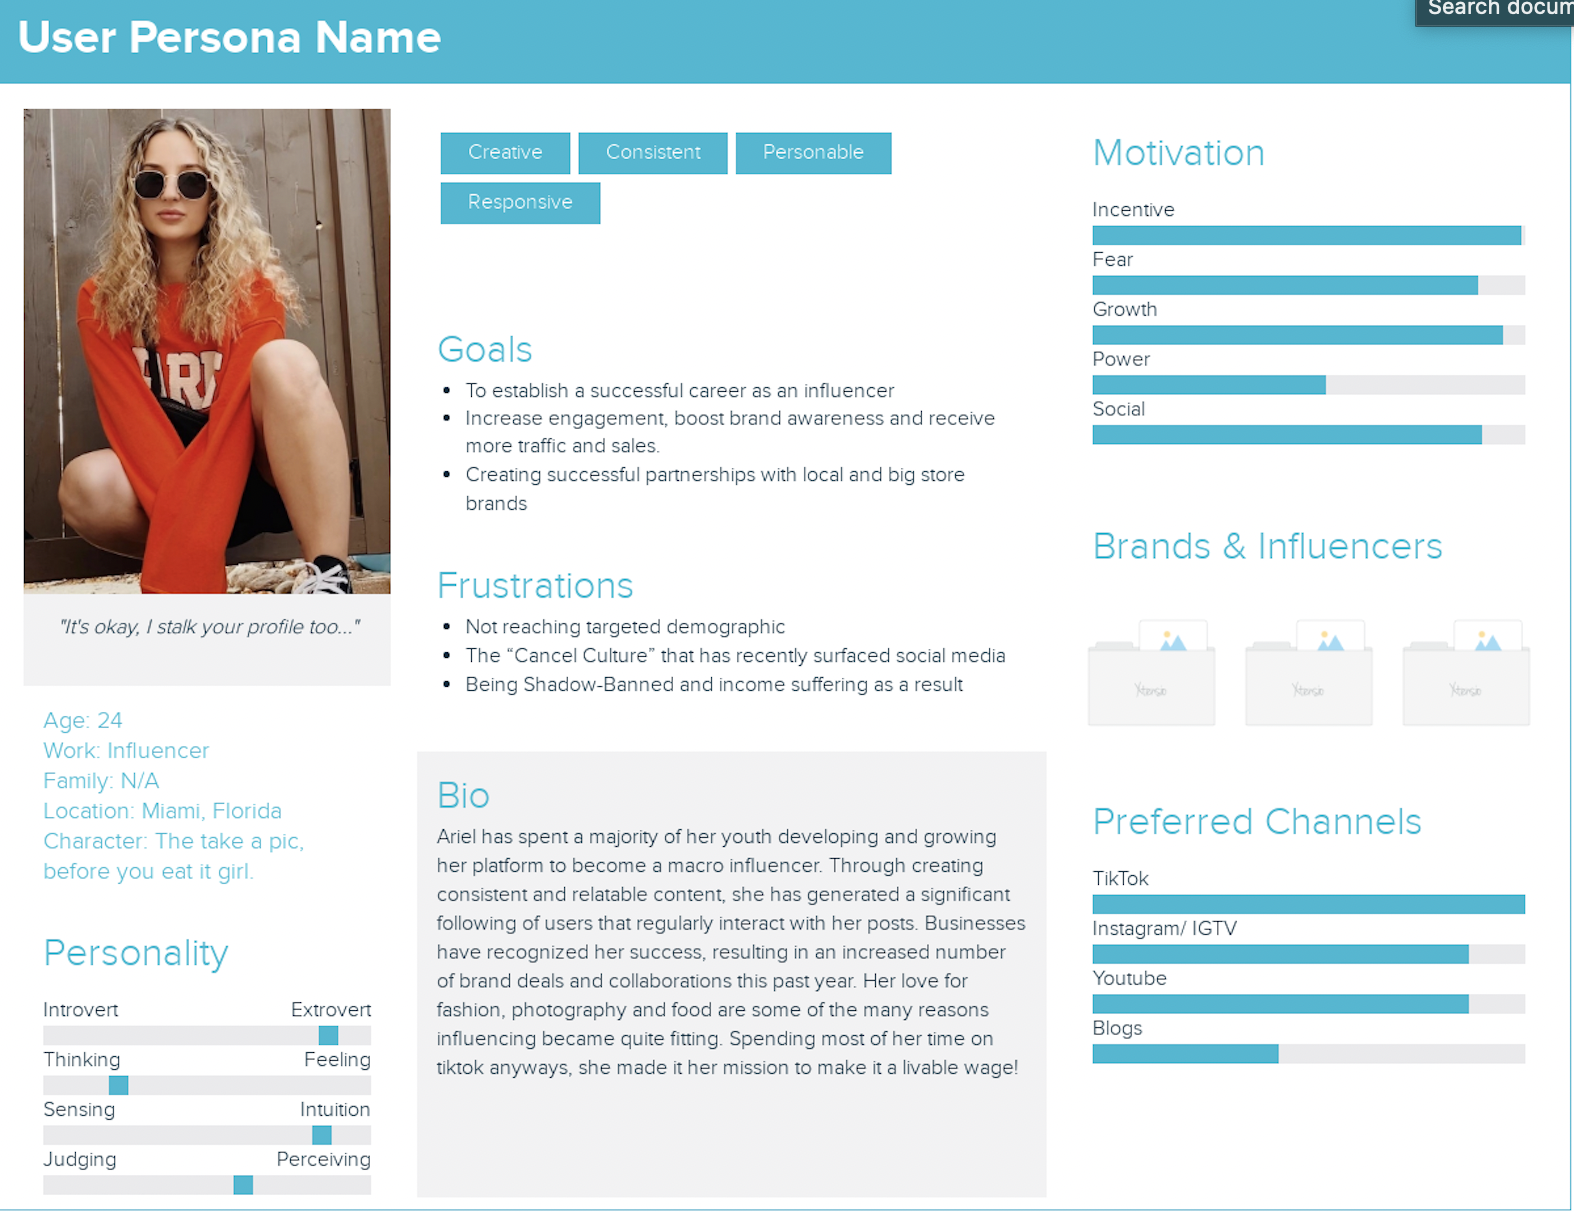 Search docum
User Persona Name
"It's okay, I stalk your profile too..."
Age: 24
Work: Influencer
Family: N/A
Location: Miami, Florida
Character: The take a pic,
before you eat it girl.
Personality
Introvert Extrovert
Thinking Feeling
Sensing Intuition
Judging Perceiving
Creative Consistent Personable
Responsive
Goals
To establish a successful career as an influencer
Increase engagement, boost brand awareness and receive
more traffic and sales.
Creating successful partnerships with local and big store
brands
Frustrations
Not reaching targeted demographic
The “Cancel Culture” that has recently surfaced social media
Being Shadow-Banned and income suffering as a result
Bio
Ariel has spent a majority of her youth developing and growing
her platform to become a macro influencer. Through creating
consistent and relatable content, she has generated a significant
following of users that regularly interact with her posts. Businesses
have recognized her success, resulting in an increased number
of brand deals and collaborations this past year. Her love for
fashion, photography and food are some of the many reasons
influencing became quite fitting. Spending most of her time on
tiktok anyways, she made it her mission to make it a livable wage!
Motivation
Incentive
Fear
Growth
Power
Social
Brands & Influencers
Xtensio
Xtensio
Xtensio
Preferred Channels
TikTok
Instagram/ IGTV
Youtube
Blogs